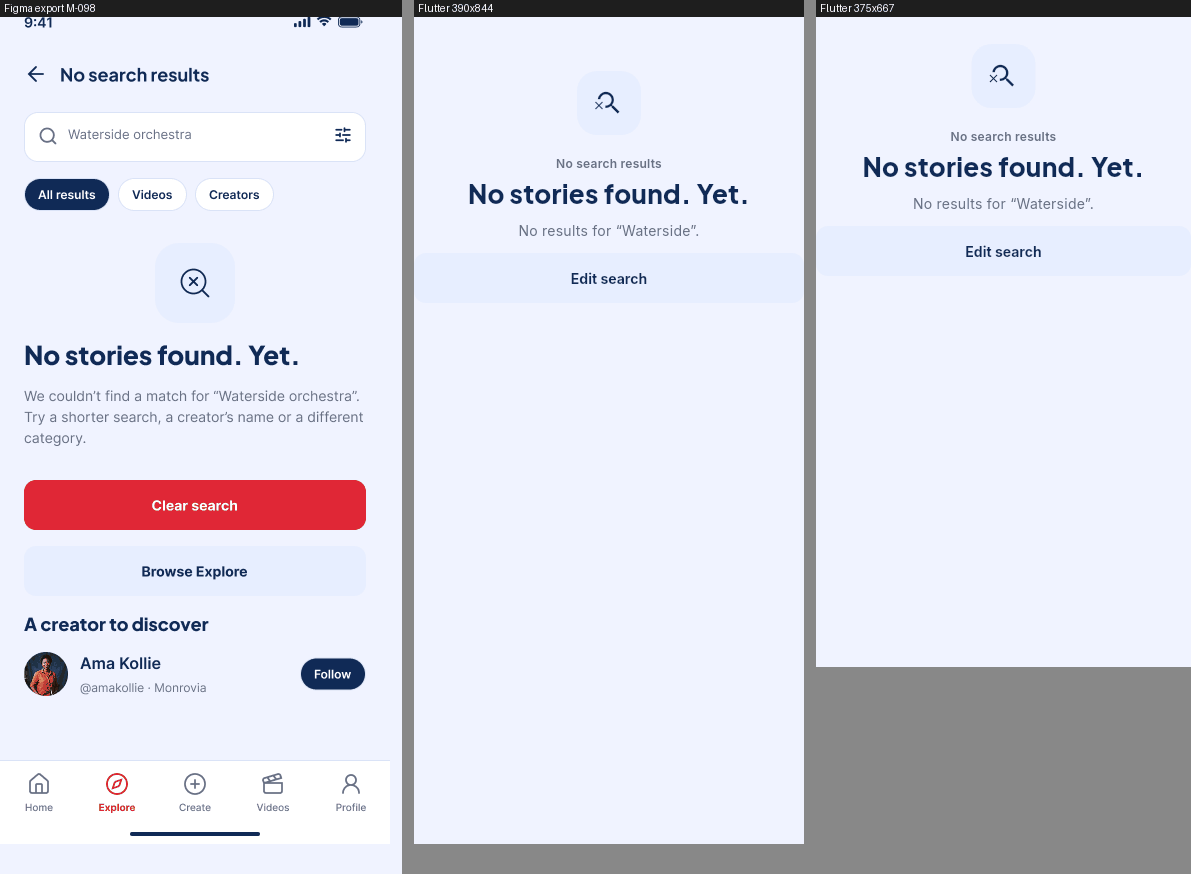 Figma export M-098
9:41
No search results
Waterside orchestra
All results
Videos
Creators
No stories found. Yet.
We couldn’t find a match for “Waterside orchestra”.
Try a shorter search, a creator’s name or a different
category.
Clear search
Browse Explore
A creator to discover
Ama Kollie
@amakollie · Monrovia
Follow
Home
Explore
Create
Videos
Profile
Flutter 390x844
No search results
No stories found. Yet.
No results for “Waterside”.
Edit search
Flutter 375x667
No search results
No stories found. Yet.
No results for “Waterside”.
Edit search